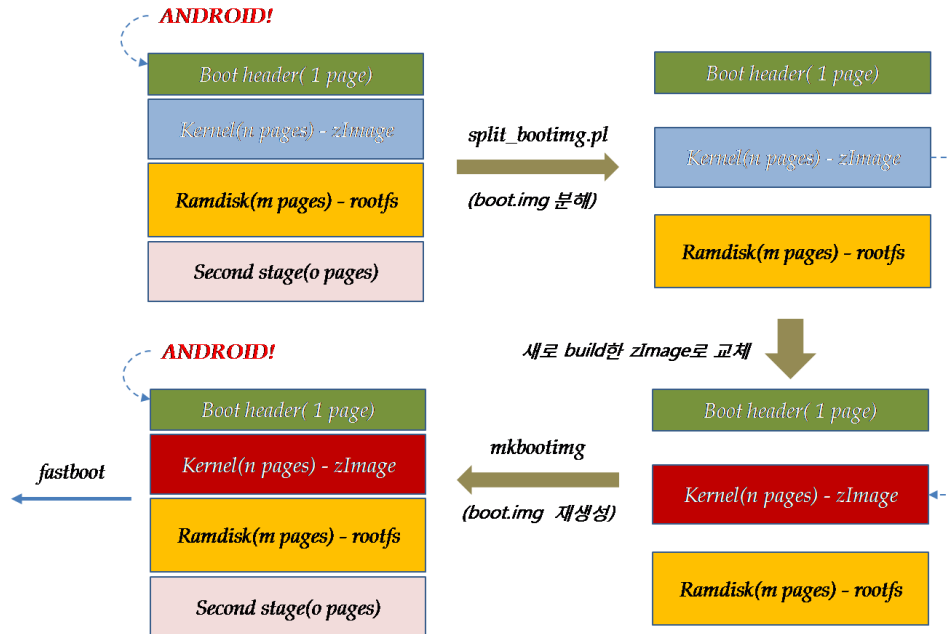 ANDROID!
Boot header( 1 page)
Kernel(n pages) - zImage
Ramdisk(m pages) - rootfs
Second stage(o pages)
split_bootimg.pl
(boot.img 분해)
Boot header( 1 page)
Kernel(n pages) - zImage
Ramdisk(m pages) - rootfs
새로 build한 zImage로 교체
Boot header( 1 page)
Kernel(n pages) - zImage
Ramdisk(m pages) - rootfs
mkbootimg
(boot.img 재생성)
ANDROID!
Boot header( 1 page)
Kernel(n pages) - zImage
Ramdisk(m pages) - rootfs
Second stage(o pages)
fastboot